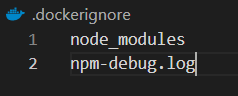 .dockerignore
1 node_modules
2 npm-debug.log